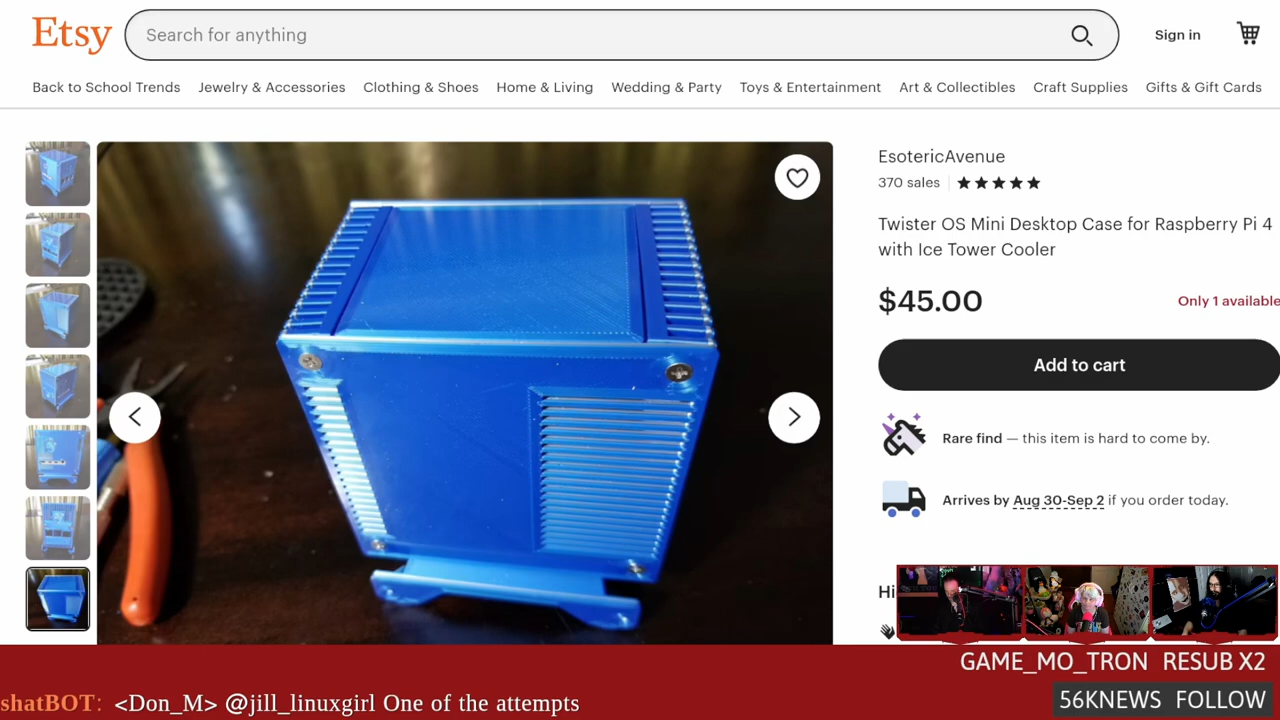 Etsy
Search for anything
Sign in
Back to School Trends
Jewelry & Accessories
Clothing & Shoes
Home & Living
Wedding & Party
Toys & Entertainment
Art & Collectibles
Craft Supplies
Gifts & Gift Cards
EsotericAvenue
370 sales
Twister OS Mini Desktop Case for Raspberry Pi 4
with Ice Tower Cooler
$45.00
Only 1 available
Add to cart
Rare find — this item is hard to come by.
Arrives by Aug 30-Sep 2 if you order today.
Hi
GAME_MO_TRON RESUB X2
shatBOT: <Don_M> @jill_linuxgirl One of the attempts
56KNEWS FOLLOW